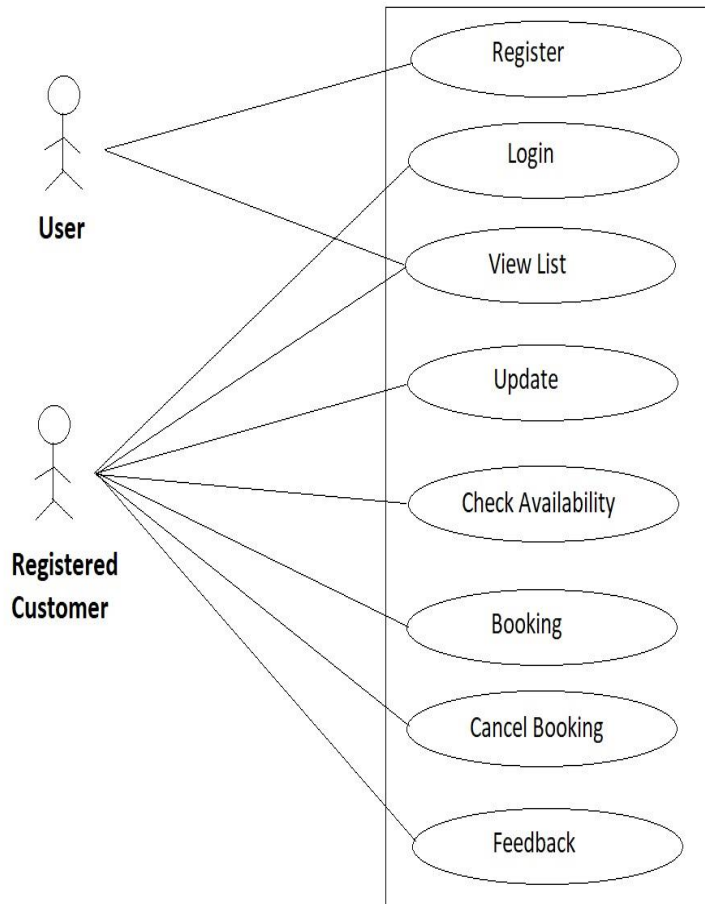 Register
Login
User
View List
Update
Check Availability
Registered
Customer
Booking
Cancel Booking
Feedback